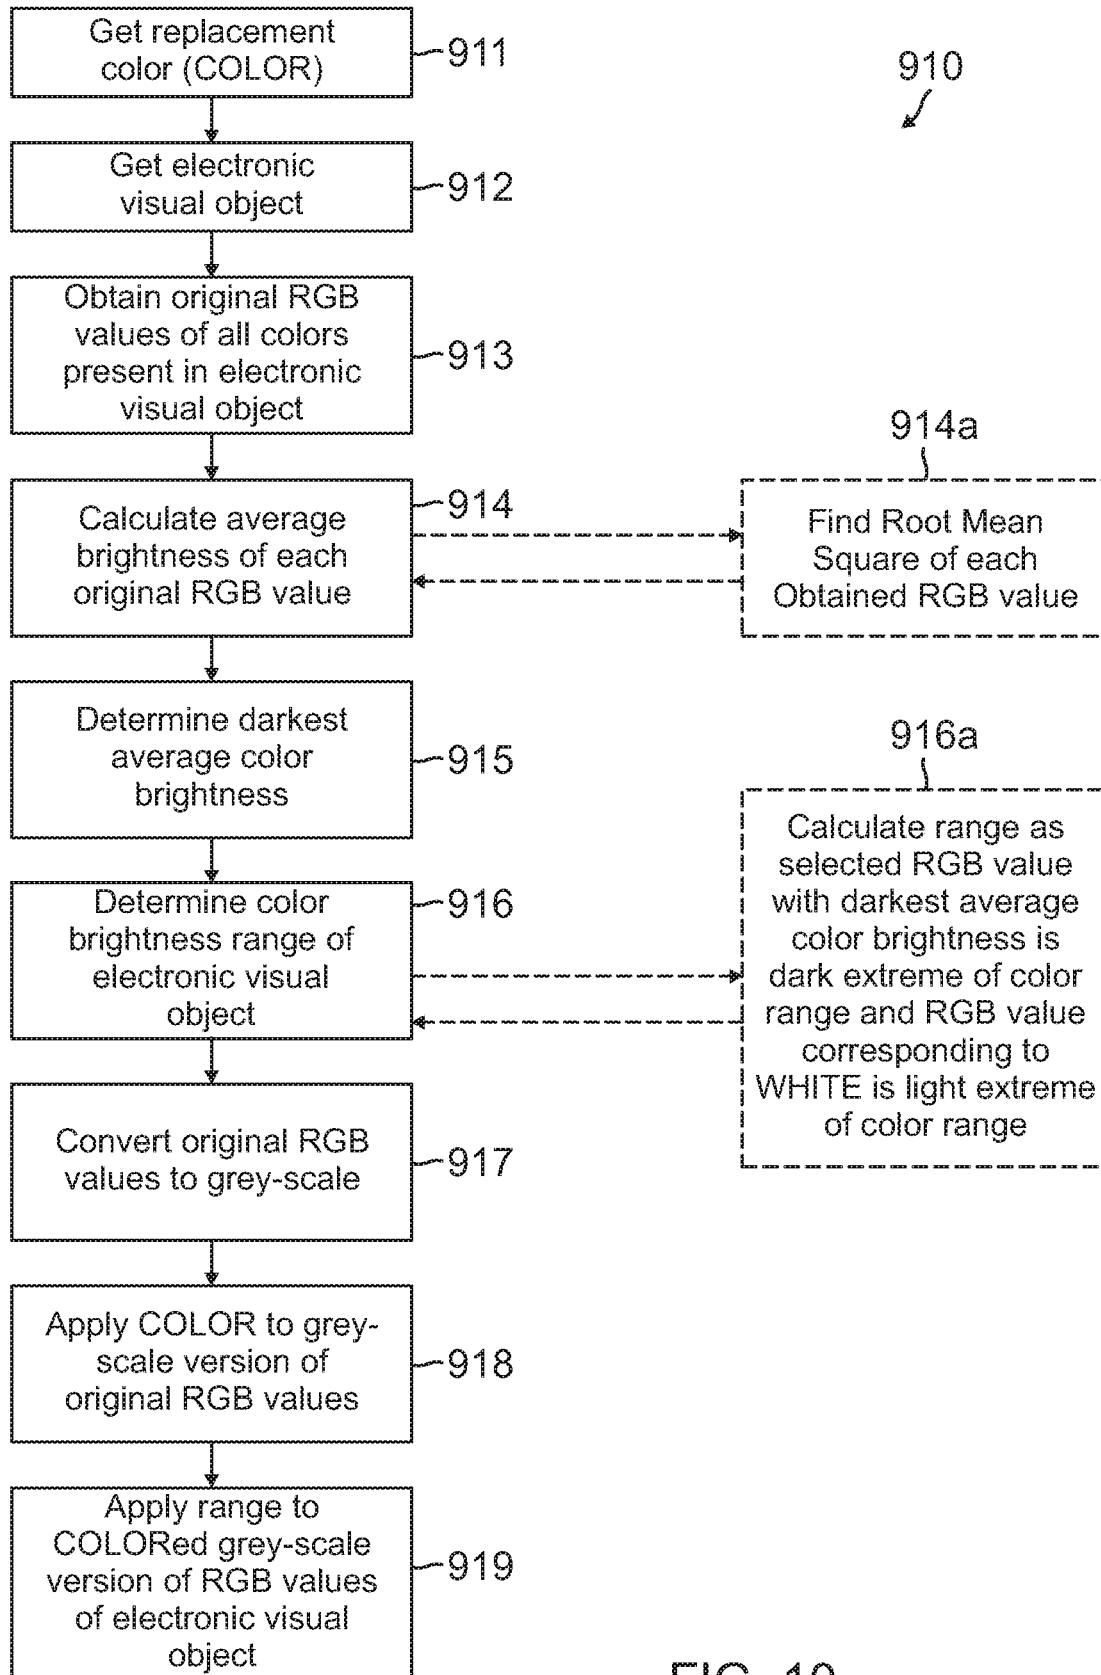 Get replacement
color (COLOR)
911
910
Get electronic
visual object
912
Obtain original RGB
values of all colors
present in electronic
visual object
913
914a
Calculate average
brightness of each
original RGB value
914
Find Root Mean
Square of each
Obtained RGB value
Determine darkest
average color
brightness
915
916a
Determine color
brightness range of
electronic visual
object
916
Calculate range as
selected RGB value
with darkest average
color brightness is
dark extreme of color
range and RGB value
corresponding to
WHITE is light extreme
of color range
Convert original RGB
values to grey-scale
917
Apply COLOR to grey-
scale version of
original RGB values
918
Apply range to
COLORed grey-scale
version of RGB values
of electronic visual
object
919
FIG. 10